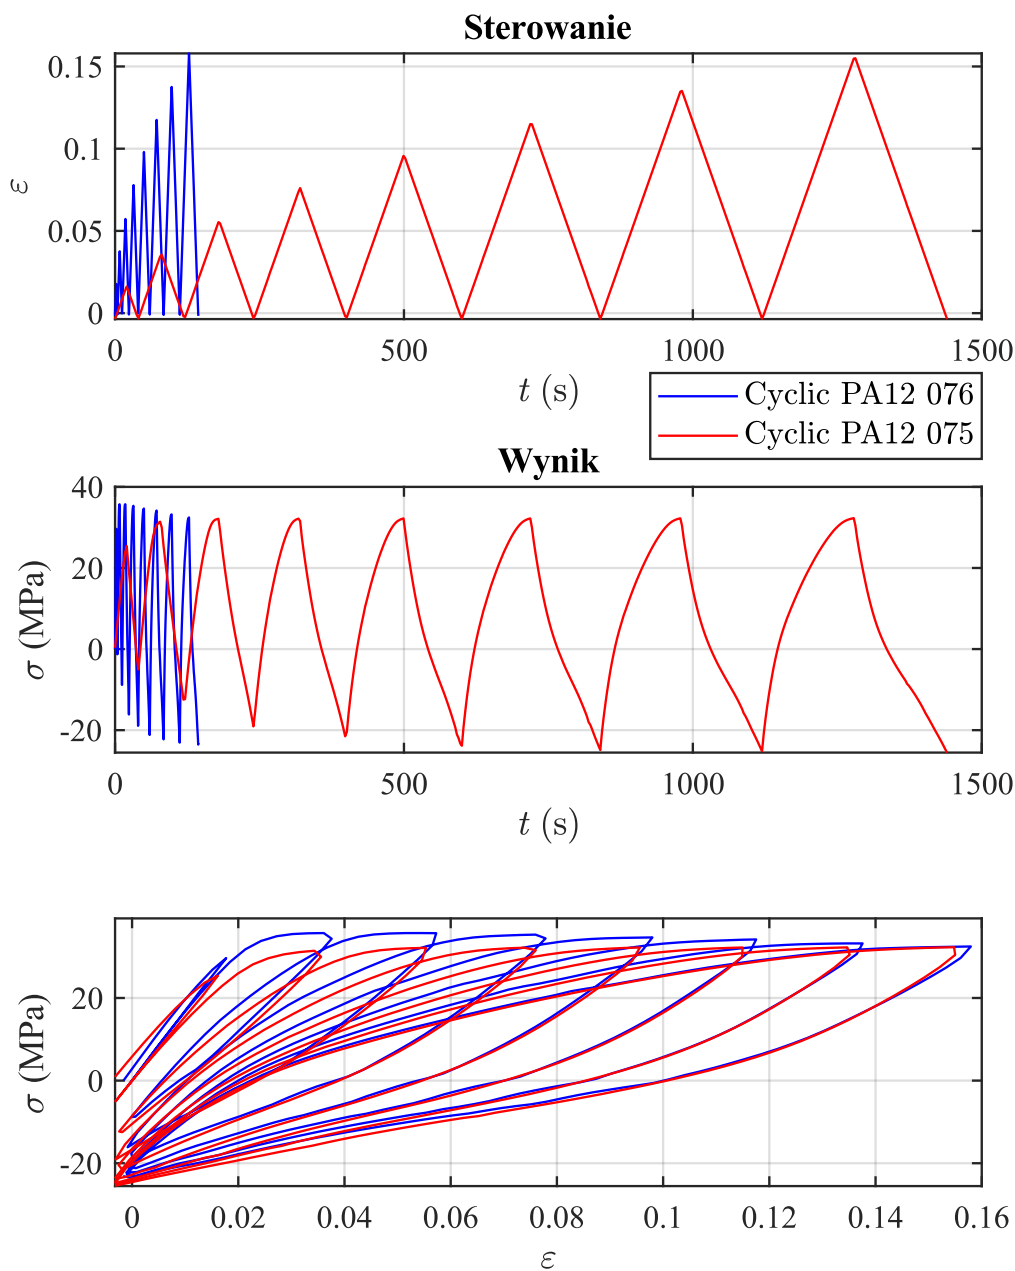 Sterowanie
0.15
0.1
0.05
0
ε
0 500 1000 1500
t (s)
Cyclic PA12 076
Cyclic PA12 075
Wynik
40
20
0
-20
σ (MPa)
0 500 1000 1500
t (s)
20
0
-20
σ (MPa)
0 0.02 0.04 0.06 0.08 0.1 0.12 0.14 0.16
ε